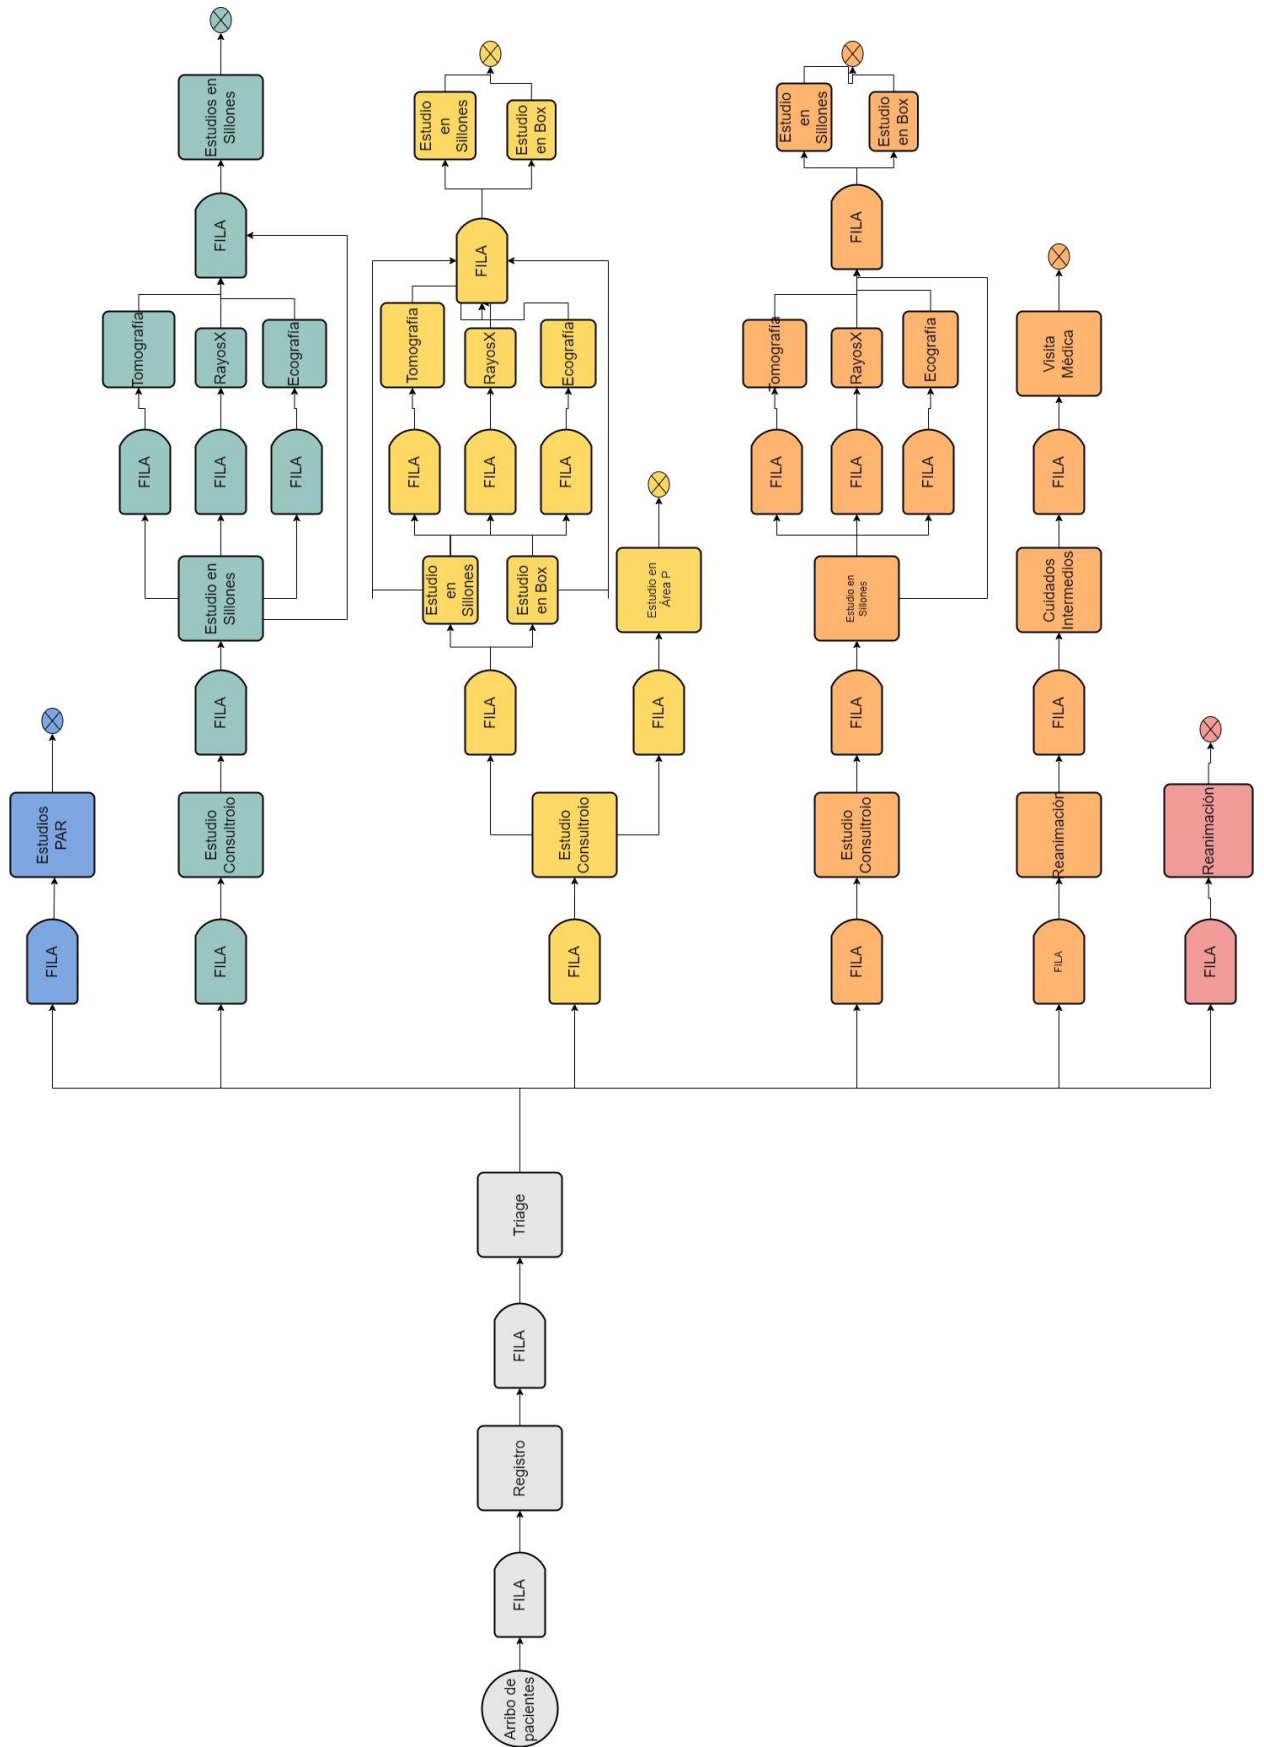 Arribo de
pacientes
FILA
Registro
FILA
Triage
FILA
Estudios
PAR
FILA
Estudio
Consultroio
FILA
Estudio en
Sillones
FILA
FILA
FILA
Tomografía
RayosX
Ecografía
FILA
Estudios en
Sillones
FILA
Estudio
Consultroio
FILA
Estudio
en
Sillones
Estudio
en Box
FILA
FILA
FILA
Tomografía
RayosX
Ecografía
FILA
Estudio
en
Sillones
Estudio
en Box
FILA
Estudio en
Área P
FILA
Estudio
Consultroio
FILA
Estudio en
Sillones
FILA
FILA
FILA
Tomografía
RayosX
Ecografía
FILA
Estudio
en
Sillones
Estudio
en Box
FILA
Reanimación
FILA
Cuidados
Intermedios
FILA
Visita
Médica
FILA
Reanimación